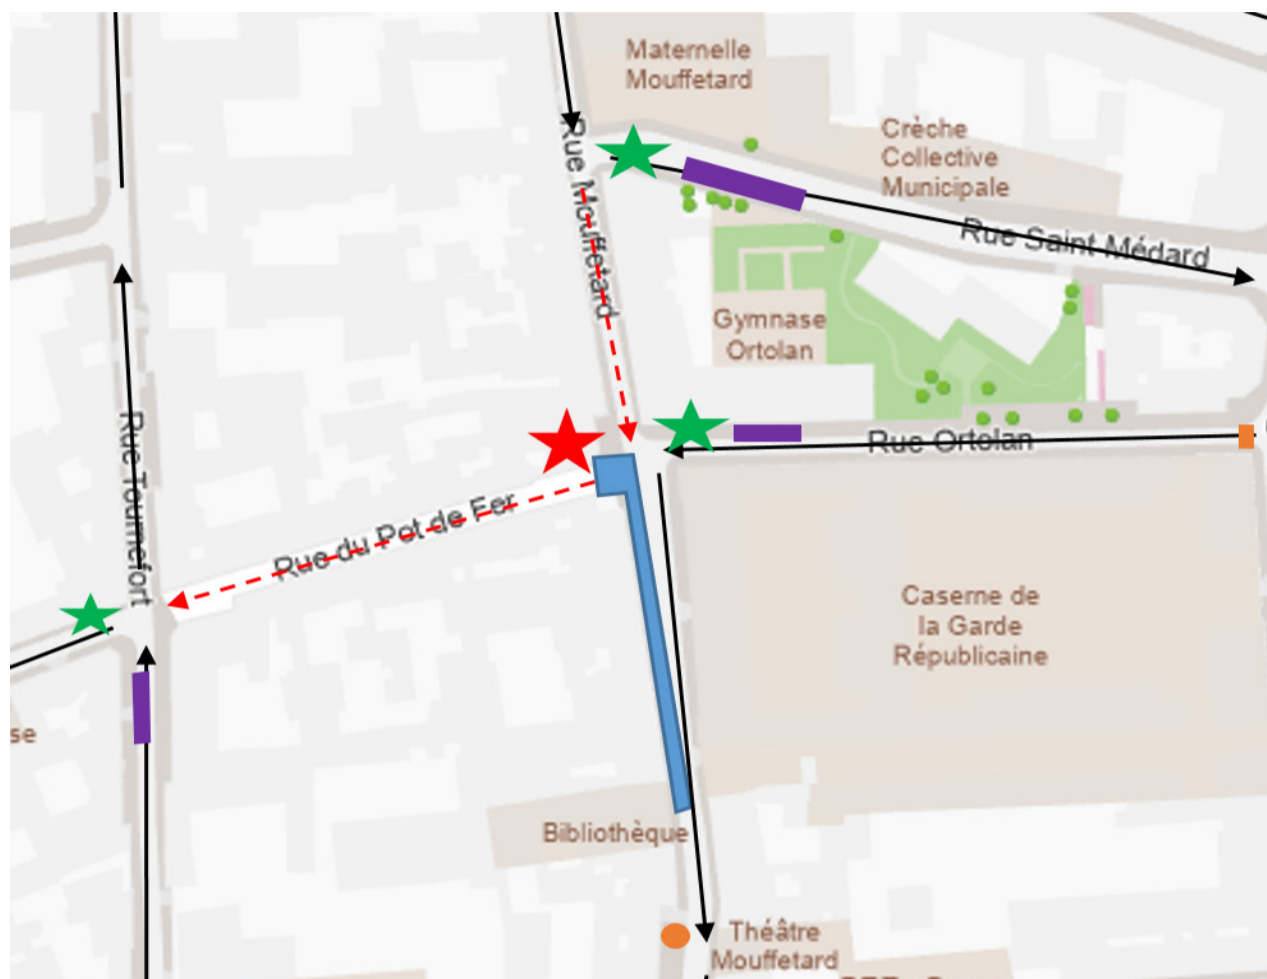 Maternelle
Mouffetard
Crèche
Collective
Municipale
Rue Mouffetard
Rue Saint Médard
Gymnase
Ortolan
Rue Ortolan
Rue Tournefort
Rue du Pot de Fer
Caserne de
la Garde
Républicaine
se
Bibliothèque
Théâtre
Mouffetard